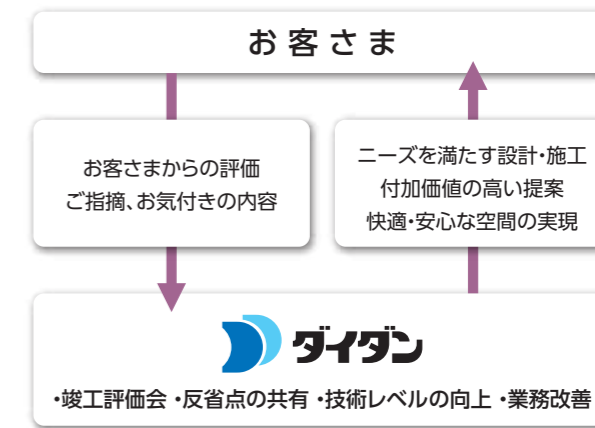 お客さま
お客さまからの評価
ご指摘、お気付きの内容
ニーズを満たす設計・施工
付加価値の高い提案
快適・安心な空間の実現
ダイダン
・竣工評価会 ・反省点の共有 ・技術レベルの向上 ・業務改善